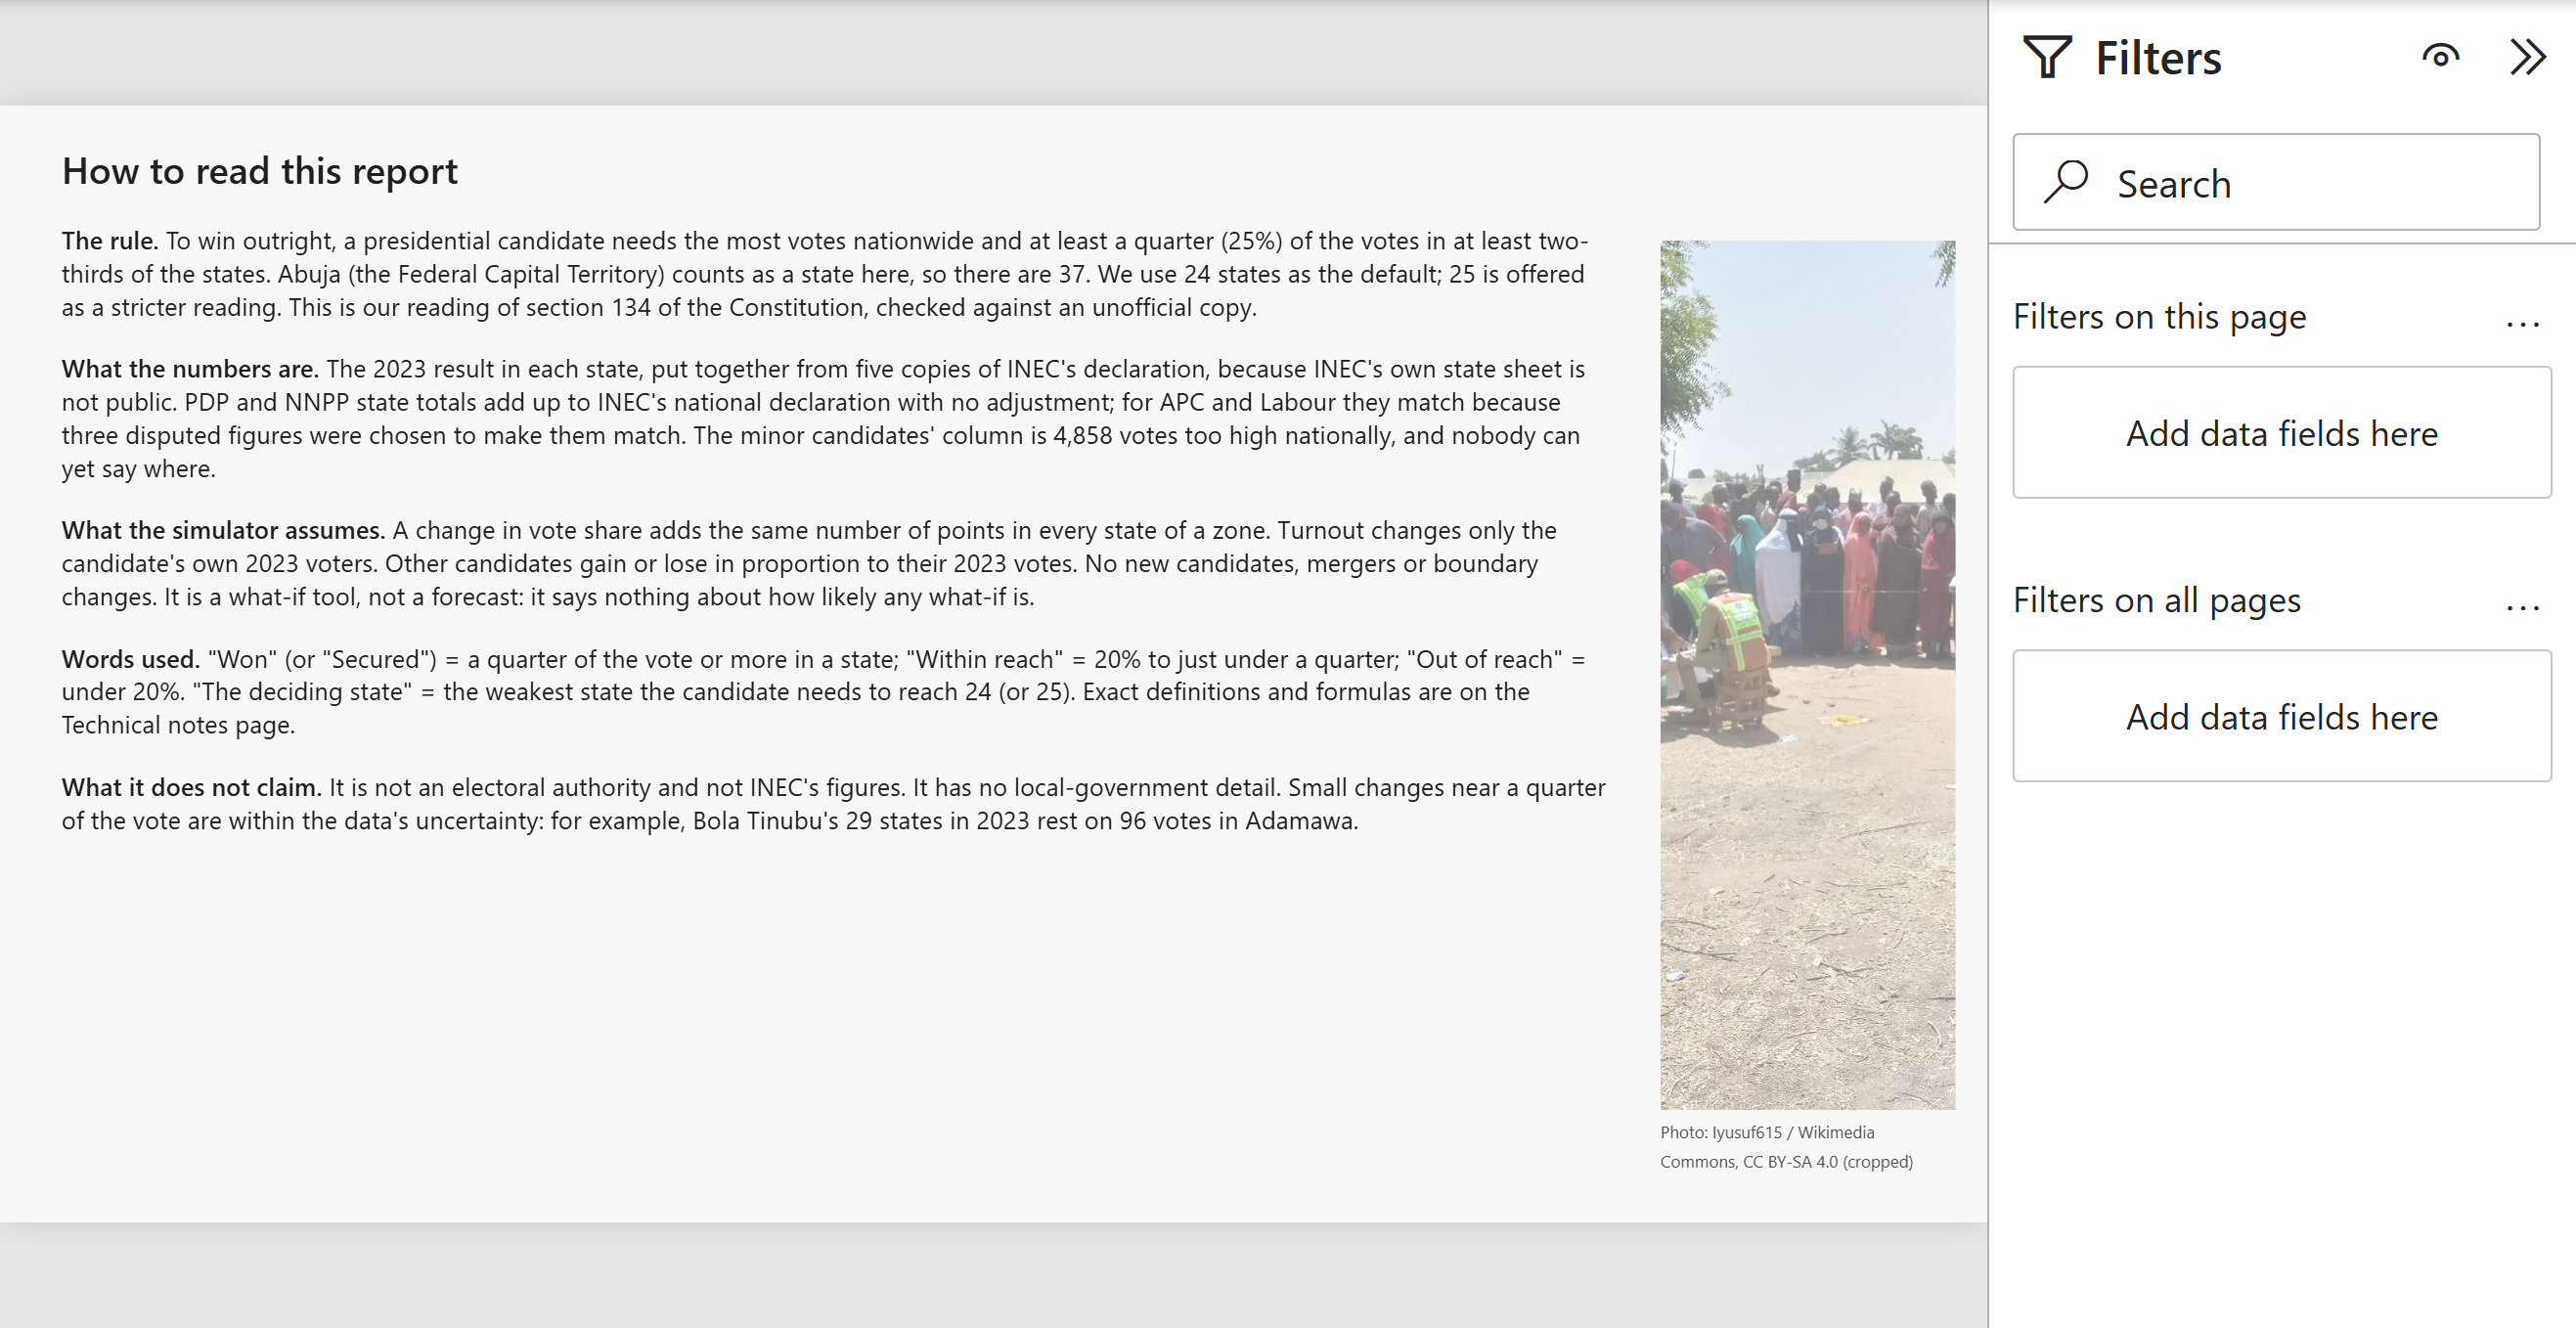 How to read this report
The rule. To win outright, a presidential candidate needs the most votes nationwide and at least a quarter (25%) of the votes in at least two-
thirds of the states. Abuja (the Federal Capital Territory) counts as a state here, so there are 37. We use 24 states as the default; 25 is offered
as a stricter reading. This is our reading of section 134 of the Constitution, checked against an unofficial copy.
What the numbers are. The 2023 result in each state, put together from five copies of INEC's declaration, because INEC's own state sheet is
not public. PDP and NNPP state totals add up to INEC's national declaration with no adjustment; for APC and Labour they match because
three disputed figures were chosen to make them match. The minor candidates' column is 4,858 votes too high nationally, and nobody can
yet say where.
What the simulator assumes. A change in vote share adds the same number of points in every state of a zone. Turnout changes only the
candidate's own 2023 voters. Other candidates gain or lose in proportion to their 2023 votes. No new candidates, mergers or boundary
changes. It is a what-if tool, not a forecast: it says nothing about how likely any what-if is.
Words used. "Won" (or "Secured") = a quarter of the vote or more in a state; "Within reach" = 20% to just under a quarter; "Out of reach" =
under 20%. "The deciding state" = the weakest state the candidate needs to reach 24 (or 25). Exact definitions and formulas are on the
Technical notes page.
What it does not claim. It is not an electoral authority and not INEC's figures. It has no local-government detail. Small changes near a quarter
of the vote are within the data's uncertainty: for example, Bola Tinubu's 29 states in 2023 rest on 96 votes in Adamawa.
Photo: Iyusuf615 / Wikimedia
Commons, CC BY-SA 4.0 (cropped)
Filters
Search
Filters on this page
...
Add data fields here
Filters on all pages
...
Add data fields here